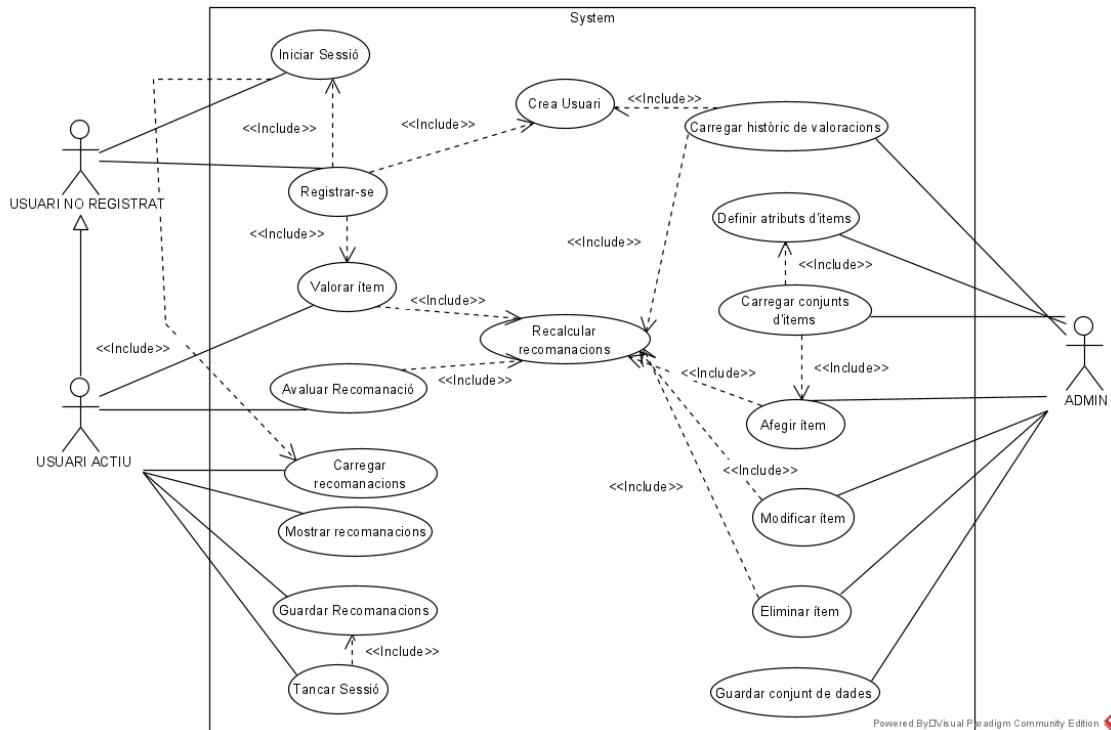 System
Iniciar Sessió
<<Include>>
Crea Usuari
<<Include>>
<<Include>>
Carregar històric de valoracions
USUARI NO REGISTRAT
Registrar-se
<<Include>>
Definir atributs d'ítems
<<Include>>
<<Include>>
Valorar ítem
<<Include>>
Carregar conjunts
d'ítems
Recalcular
recomanacions
<<Include>>
<<Include>>
<<Include>>
<<Include>>
Avaluar Recomanació
ADMIN
Afegir ítem
USUARI ACTIU
Carregar
recomanacions
<<Include>>
<<Include>>
Modificar ítem
Mostrar recomanacions
Guardar Recomanacions
Eliminar ítem
<<Include>>
Tancar Sessió
Guardar conjunt de dades
Powered By□Visual Paradigm Community Edition